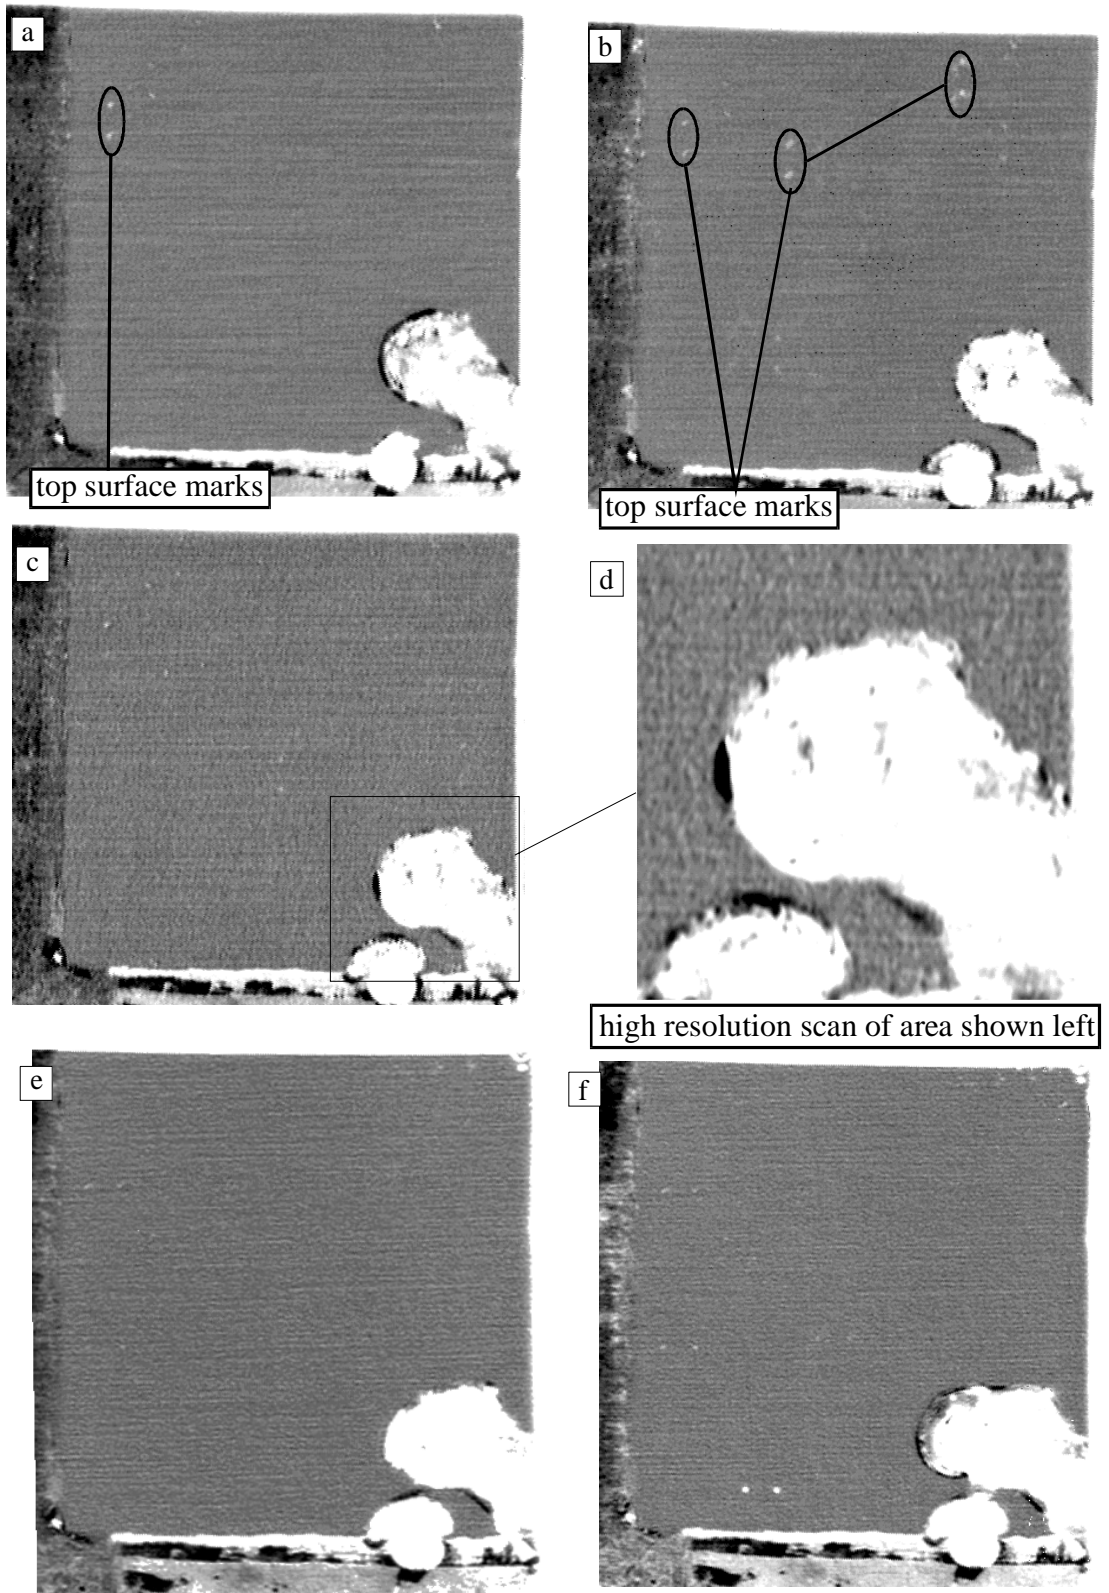 a
b
top surface marks
top surface marks
c
d
high resolution scan of area shown left
e
f